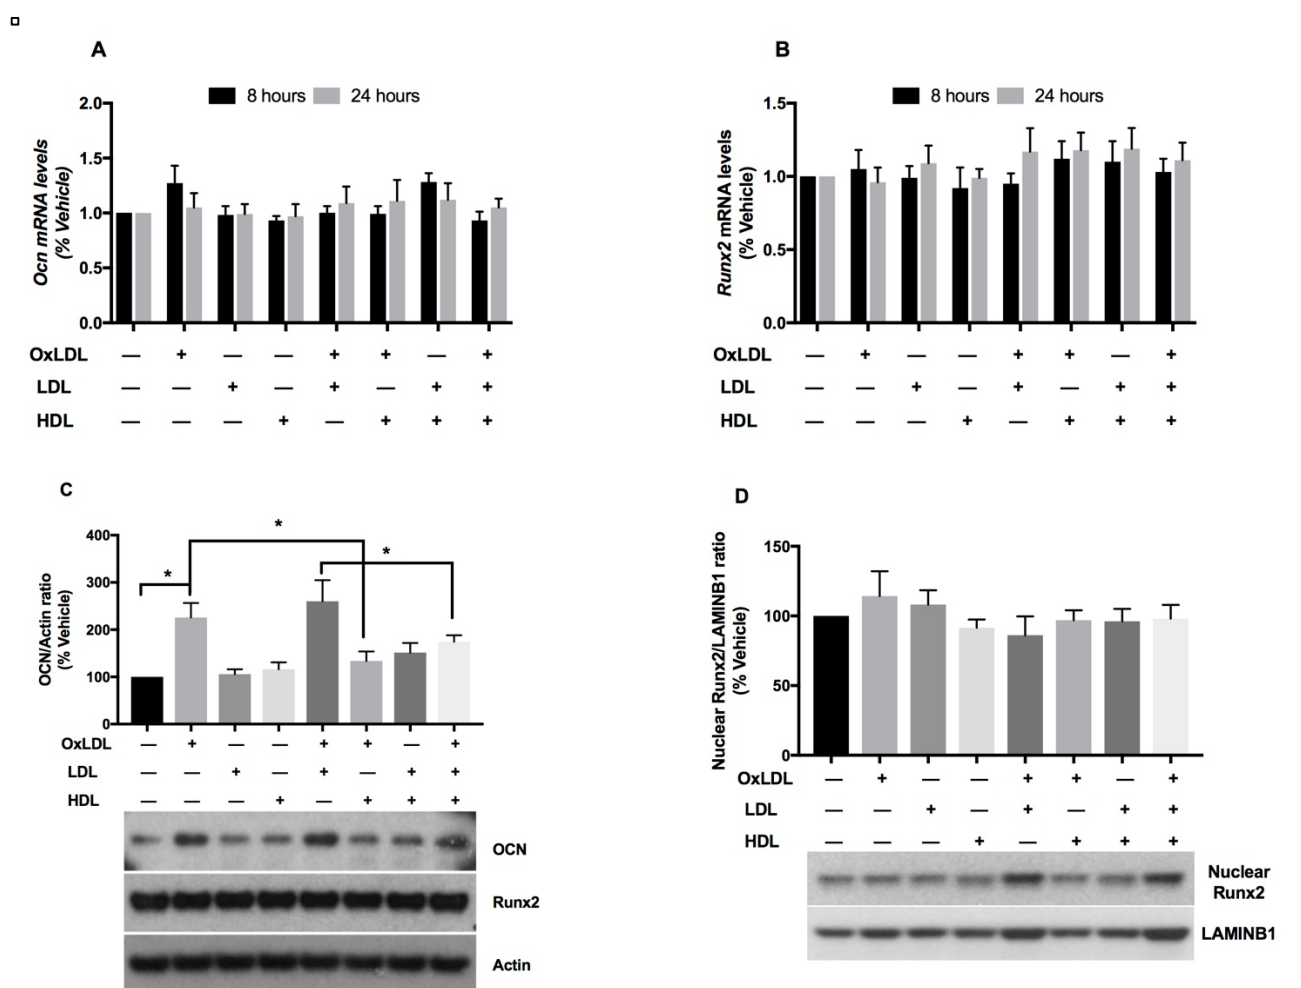 A
8 hours 24 hours
2.0
1.5
1.0
0.5
0.0
Ocn mRNA levels
(% Vehicle)
OxLDL — + — — + + — +
LDL — — + — + — + +
HDL — — — + — + + +
B
8 hours 24 hours
1.5
1.0
0.5
0.0
Runx2 mRNA levels
(% Vehicle)
OxLDL — + — — + + — +
LDL — — + — + — + +
HDL — — — + — + + +
C
400
300
200
100
0
OCN/Actin ratio
(% Vehicle)
* * *
OxLDL — + — — + + — +
LDL — — + — + — + +
HDL — — — + — + + +
OCN
Runx2
Actin
D
150
100
50
0
Nuclear Runx2/LAMINB1 ratio
(% Vehicle)
OxLDL — + — — + + — +
LDL — — + — + — + +
HDL — — — + — + + +
Nuclear
Runx2
LAMINB1